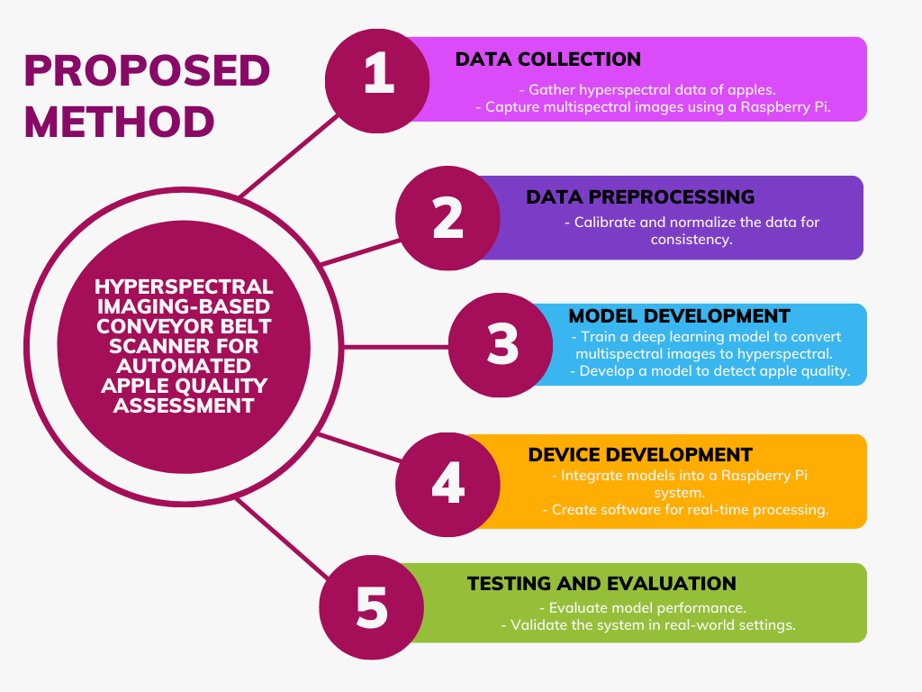 PROPOSED
METHOD
HYPERSPECTRAL
IMAGING-BASED
CONVEYOR BELT
SCANNER FOR
AUTOMATED
APPLE QUALITY
ASSESSMENT
1
DATA COLLECTION
- Gather hyperspectral data of apples.
- Capture multispectral images using a Raspberry Pi.
2
DATA PREPROCESSING
- Calibrate and normalize the data for
consistency.
3
MODEL DEVELOPMENT
- Train a deep learning model to convert
multispectral images to hyperspectral.
- Develop a model to detect apple quality.
4
DEVICE DEVELOPMENT
- Integrate models into a Raspberry Pi
system.
- Create software for real-time processing.
5
TESTING AND EVALUATION
- Evaluate model performance.
- Validate the system in real-world settings.